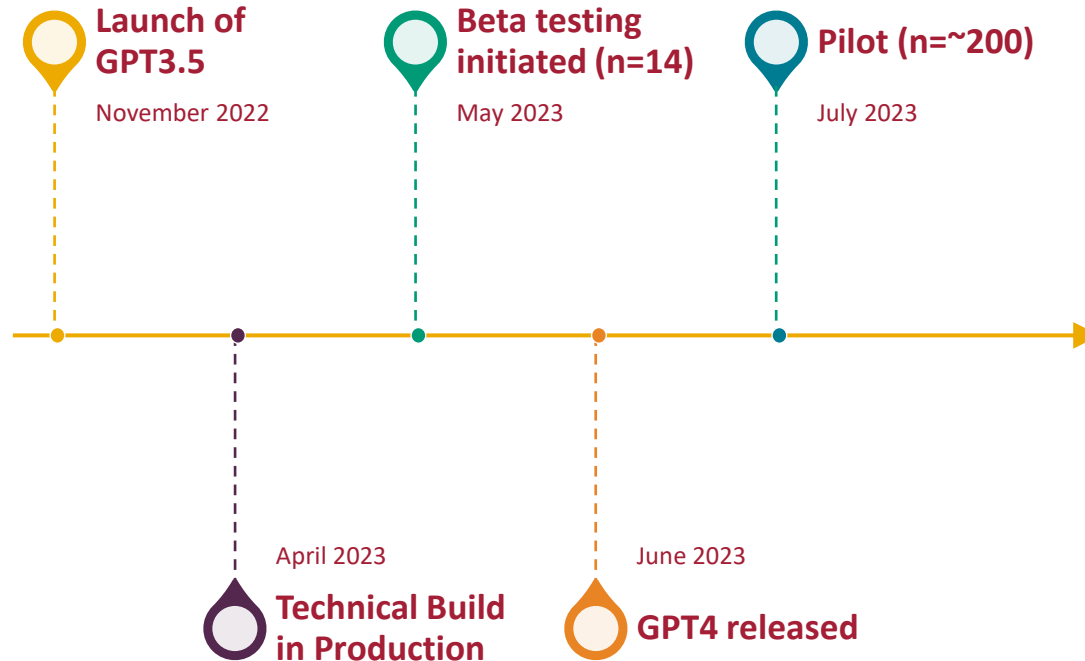 Launch of
GPT3.5
November 2022
Beta testing
initiated (n=14)
May 2023
Pilot (n=~200)
July 2023
April 2023
Technical Build
in Production
June 2023
GPT4 released